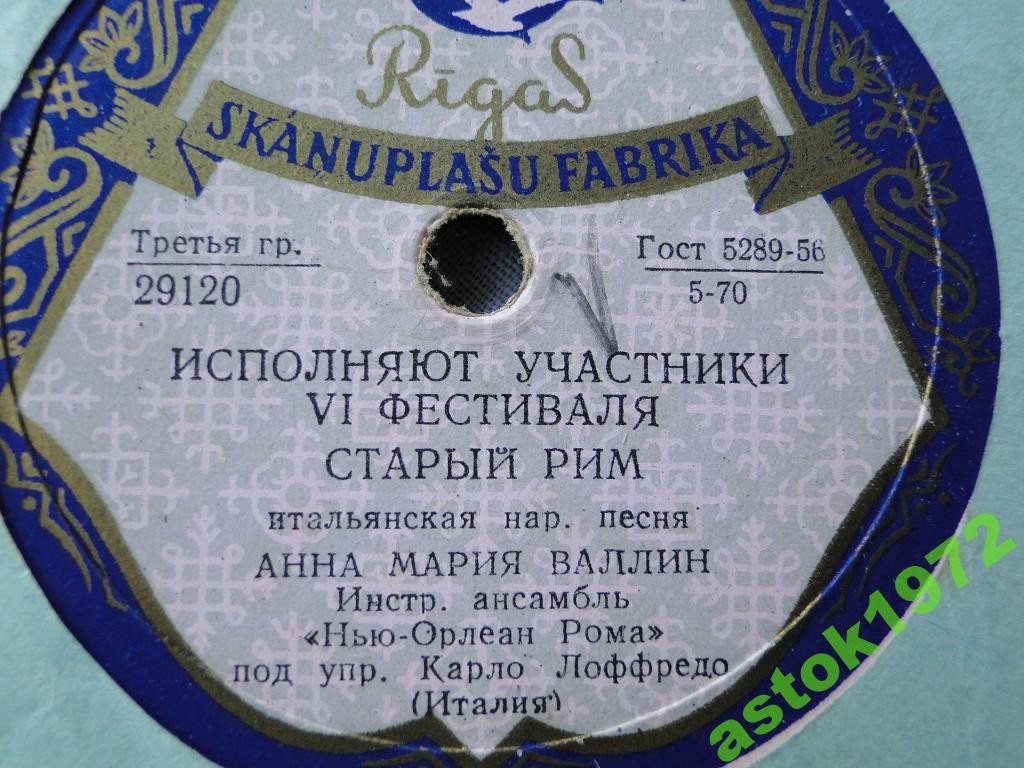 Rīgas
SKAŅUPLAŠU FABRIKA
Третья гр.
29120
Гост 5289-56
5-70
ИСПОЛНЯЮТ УЧАСТНИКИ
VI ФЕСТИВАЛЯ
СТАРЫЙ РИМ
итальянская нар. песня
АННА МАРИЯ ВАЛЛИН
Инстр. ансамбль
«Нью-Орлеан Рома»
под упр. Карло Лоффредо
(Италия)
astok1972